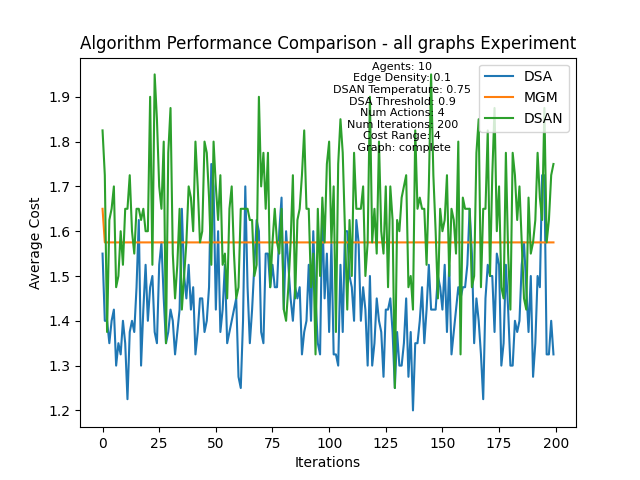 Algorithm Performance Comparison - all graphs Experiment
Agents: 10
Edge Density: 0.1
DSAN Temperature: 0.75
DSA Threshold: 0.9
Num Actions: 4
Num Iterations: 200
Cost Range: 4
Graph: complete
DSA
MGM
DSAN
Average Cost
1.9
1.8
1.7
1.6
1.5
1.4
1.3
1.2
0 25 50 75 100 125 150 175 200
Iterations